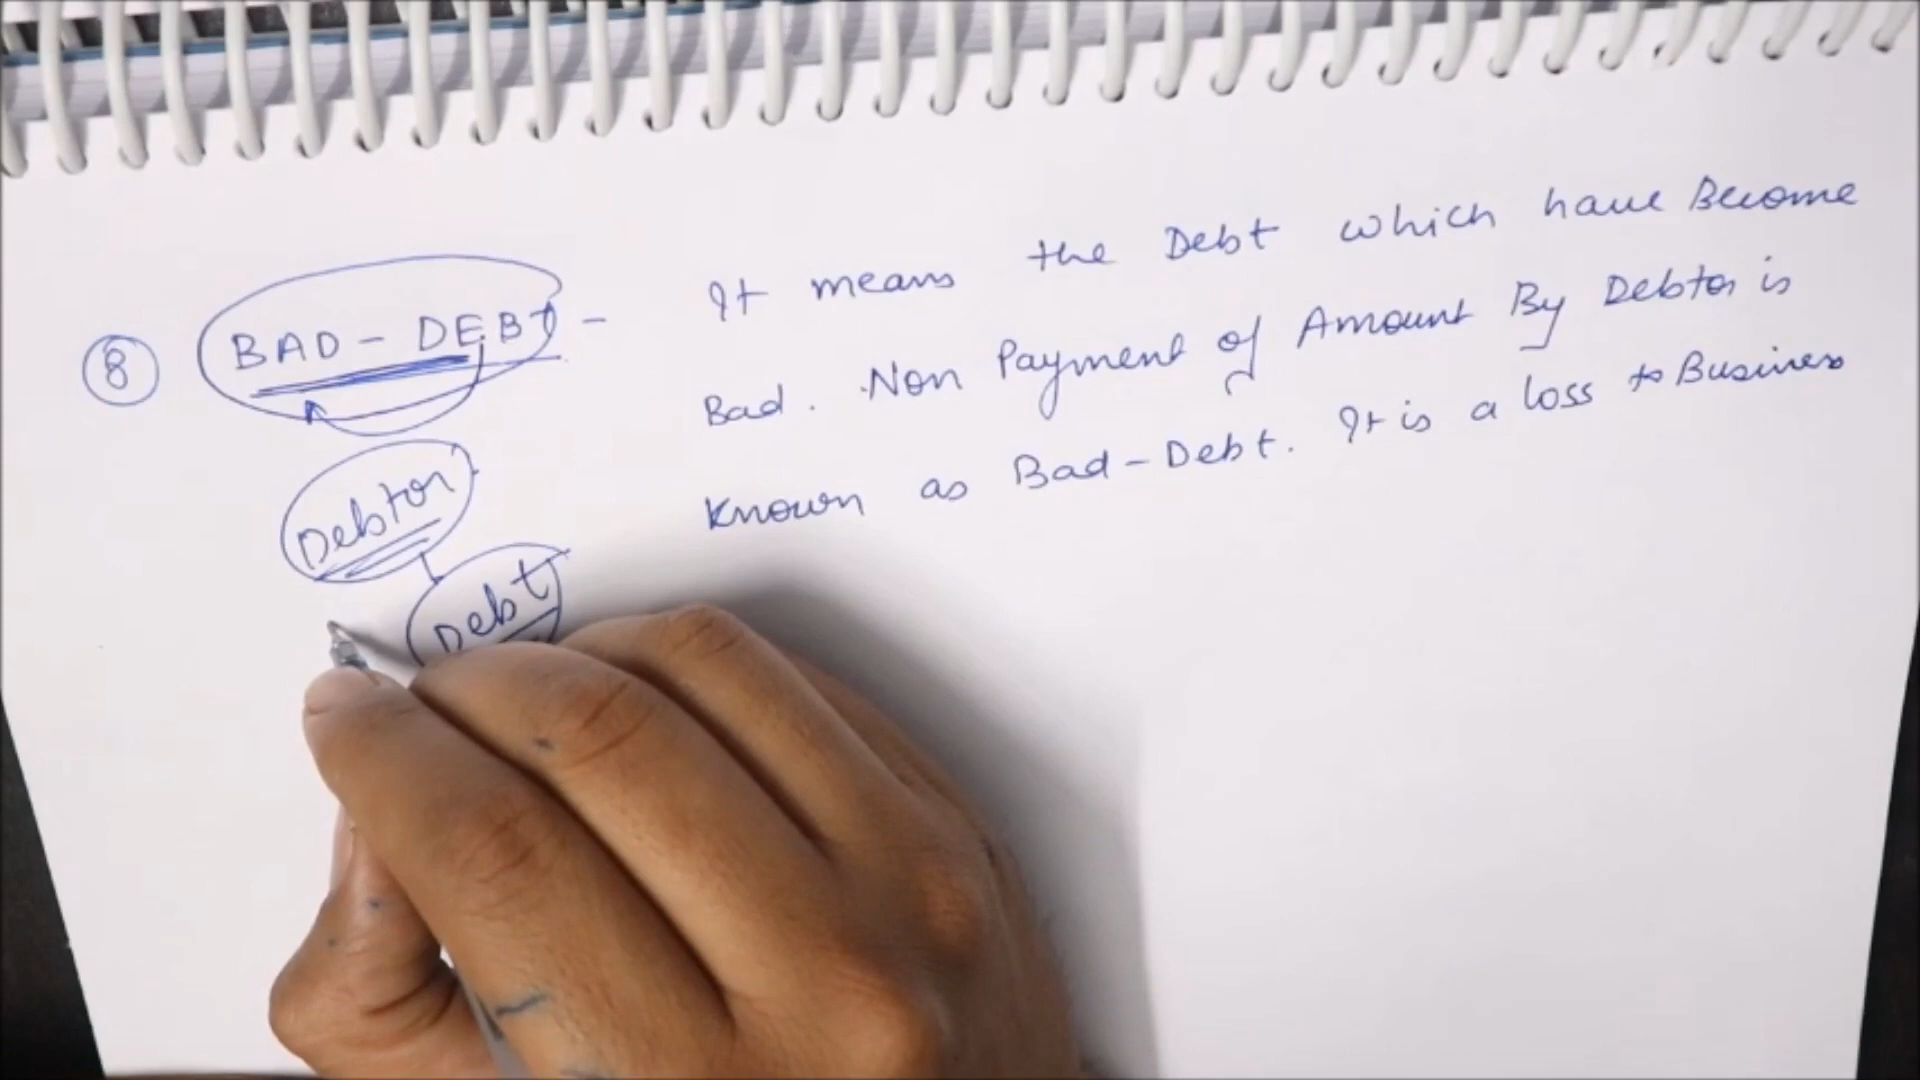 8 BAD - DEBT - It means the Debt which have Become
Bad. Non Payment of Amount By Debtor is
Known as Bad-Debt. It is a loss to Business
Debtor
Debt